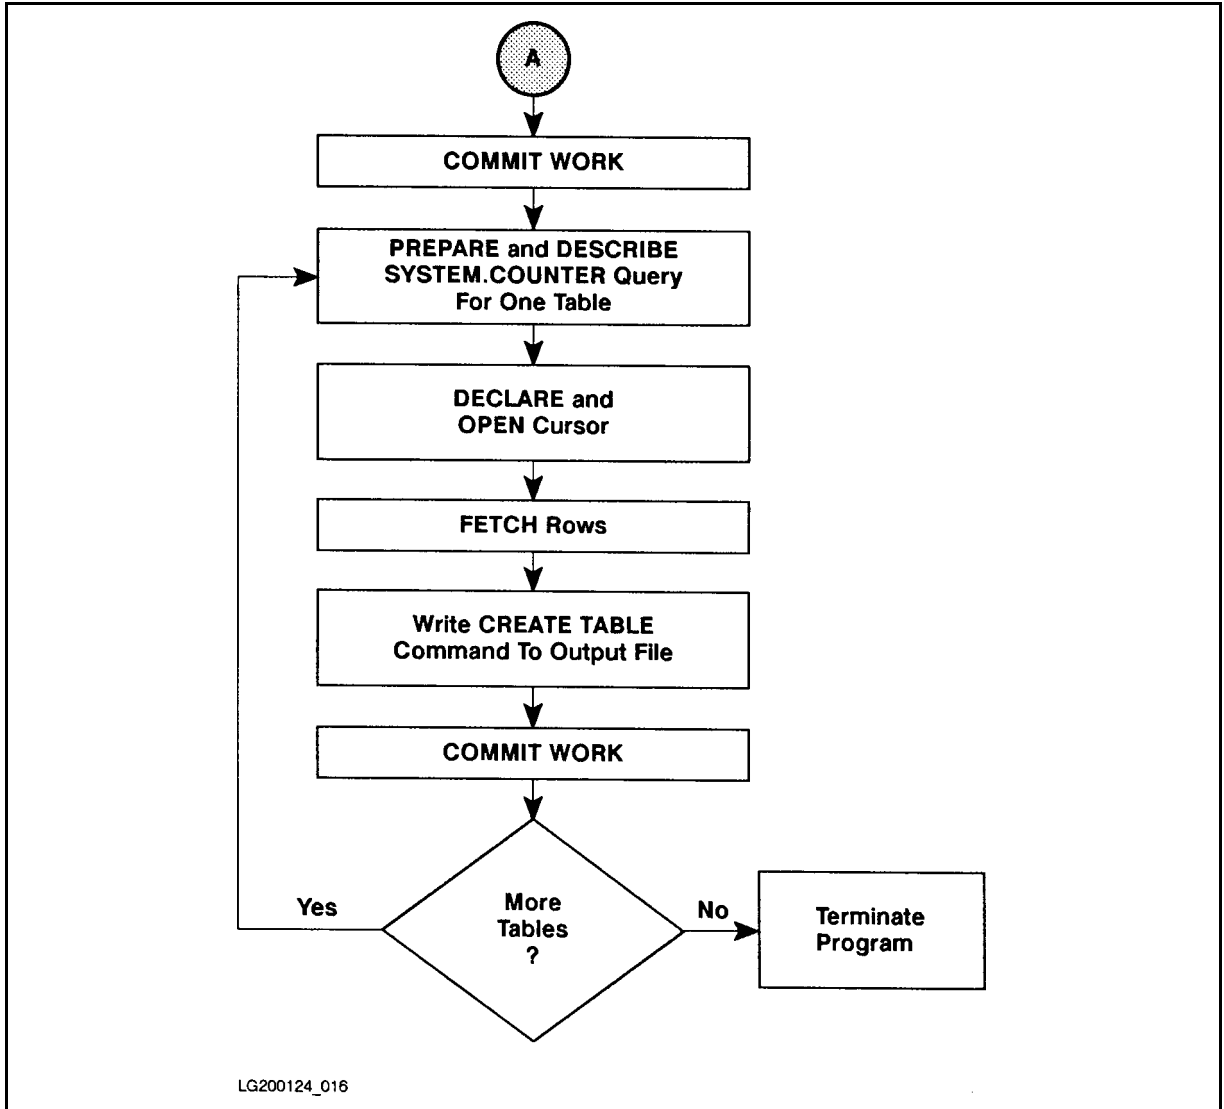 A
COMMIT WORK
PREPARE and DESCRIBE
SYSTEM.COUNTER Query
For One Table
DECLARE and
OPEN Cursor
FETCH Rows
Write CREATE TABLE
Command To Output File
COMMIT WORK
More
Tables
?
Yes
No
Terminate
Program
LG200124_016